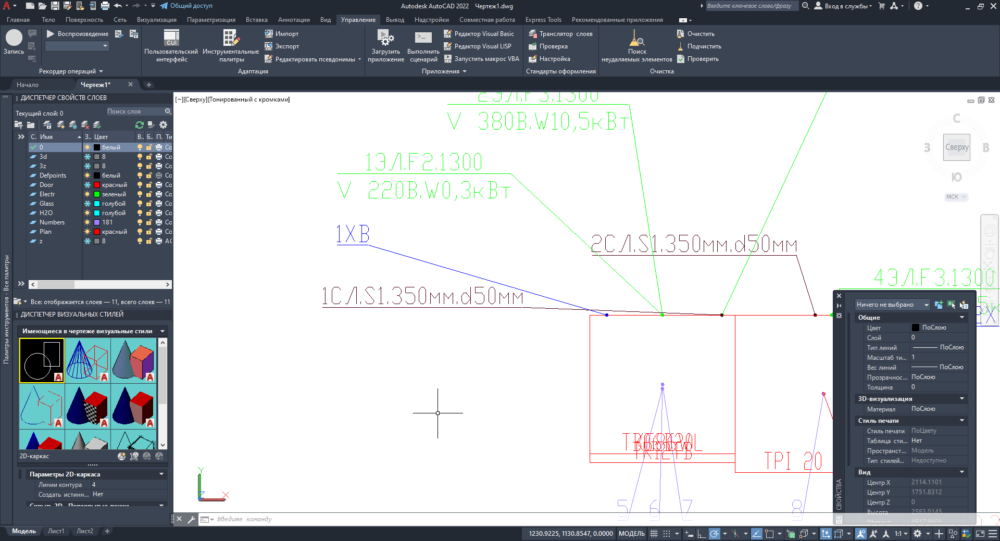 Общий доступ
Autodesk AutoCAD 2022 Чертеж1.dwg
Введите ключевое слово/фразу
Вход в службы
Главная Тело Поверхность Сеть Визуализация Параметризация Вставка Аннотации Вид Управление Вывод Надстройки Совместная работа Express Tools Рекомендованные приложения
Запись
Воспроизведение
Рекордер операций
Пользовательский интерфейс
Инструментальные палитры
Импорт
Экспорт
Редактировать псевдонимы
Адаптация
Загрузить приложение
Выполнить сценарий
Редактор Visual Basic
Редактор Visual LISP
Запустить макрос VBA
Приложения
Транслятор слоев
Проверка
Настройка
Стандарты оформления
Поиск неудаляемых элементов
Очистить
Подчистить
Проверить
Очистка
Начало Чертеж1*
ДИСПЕТЧЕР СВОЙСТВ СЛОЕВ
Текущий слой: 0
Поиск слоя
С. Имя З.. Цвет В.. Б.. П. Ти
0 белый Co
3d 8 Co
3z 8 Co
Defpoints белый Co
Door красный Co
Electr зеленый Co
Glass голубой Co
H2O голубой Co
Numbers 181 Co
Plan красный Co
z 8 AC
Все: отображается слоев — 11, всего слоев — 11
Палитры инструментов - Все палитры
ДИСПЕТЧЕР ВИЗУАЛЬНЫХ СТИЛЕЙ
Имеющиеся в чертеже визуальные стили
2D-каркас
Параметры 2D-каркаса
Линии контура 4
Создать истинн... Нет
Скрыть 2D - Перекрытые линии
[−][Сверху][Тонированный с кромками]
2ЭЛ.F3.1300
V 380В.W10,5кВт
1ЭЛ.F2.1300
V 220В.W0,3кВт
1ХВ
2СЛ.S1.350мм.d50мм
1СЛ.S1.350мм.d50мм
4ЭЛ.F3.1300
TPI 20
5 6 7 8
С
З Сверху В
Ю
МСК
Y
Z
X
СВОЙСТВА
Ничего не выбрано
Общие
Цвет ПоСлою
Слой 0
Тип линий ПоСлою
Масштаб ти... 1
Вес линий ПоСлою
Прозрачнос... ПоСлою
Толщина 0
3D-визуализация
Материал ПоСлою
Стиль печати
Стиль печати ПоЦвету
Таблица сти... Нет
Пространст... Модель
Тип стилей... Недоступно
Вид
Центр X 2114.1101
Центр Y 1751.8312
Центр Z 0
Высота 2583.0145
Ширина 4917.9604
Введите команду
Модель Лист1 Лист2
1230.9225, 1130.8547, 0.0000 МОДЕЛЬ
1:1